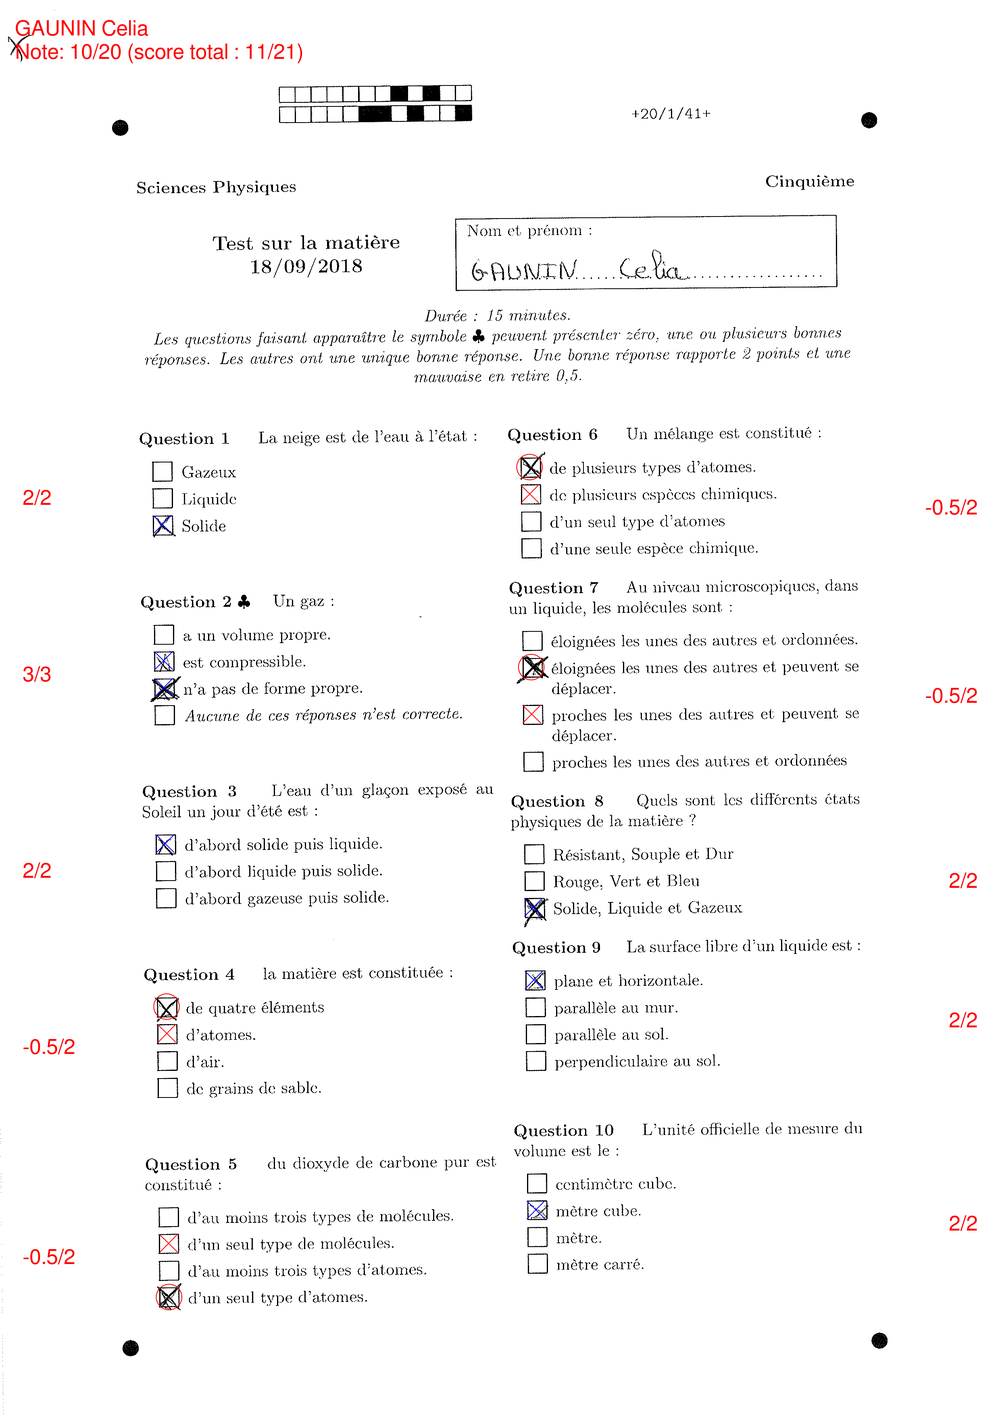 GAUNIN Celia
Note: 10/20 (score total : 11/21)
+20/1/41+
Sciences Physiques
Cinquième
Test sur la matière
18/09/2018
Nom et prénom :
GAUNIN......Celia..................
Durée : 15 minutes.
Les questions faisant apparaître le symbole ♣ peuvent présenter zéro, une ou plusieurs bonnes
réponses. Les autres ont une unique bonne réponse. Une bonne réponse rapporte 2 points et une
mauvaise en retire 0,5.
Question 1 La neige est de l'eau à l'état :
Gazeux
2/2
Liquide
Solide
Question 2 ♣ Un gaz :
a un volume propre.
est compressible.
3/3
n'a pas de forme propre.
Aucune de ces réponses n'est correcte.
Question 3 L'eau d'un glaçon exposé au
Soleil un jour d'été est :
d'abord solide puis liquide.
2/2
d'abord liquide puis solide.
d'abord gazeuse puis solide.
Question 4 la matière est constituée :
de quatre éléments
d'atomes.
-0.5/2
d'air.
de grains de sable.
Question 5 du dioxyde de carbone pur est
constitué :
d'au moins trois types de molécules.
d'un seul type de molécules.
-0.5/2
d'au moins trois types d'atomes.
d'un seul type d'atomes.
Question 6 Un mélange est constitué :
de plusieurs types d'atomes.
de plusieurs espèces chimiques.
-0.5/2
d'un seul type d'atomes
d'une seule espèce chimique.
Question 7 Au niveau microscopiques, dans
un liquide, les molécules sont :
éloignées les unes des autres et ordonnées.
éloignées les unes des autres et peuvent se
déplacer.
-0.5/2
proches les unes des autres et peuvent se
déplacer.
proches les unes des autres et ordonnées
Question 8 Quels sont les différents états
physiques de la matière ?
Résistant, Souple et Dur
Rouge, Vert et Bleu
2/2
Solide, Liquide et Gazeux
Question 9 La surface libre d'un liquide est :
plane et horizontale.
parallèle au mur.
2/2
parallèle au sol.
perpendiculaire au sol.
Question 10 L'unité officielle de mesure du
volume est le :
centimètre cube.
mètre cube.
2/2
mètre.
mètre carré.